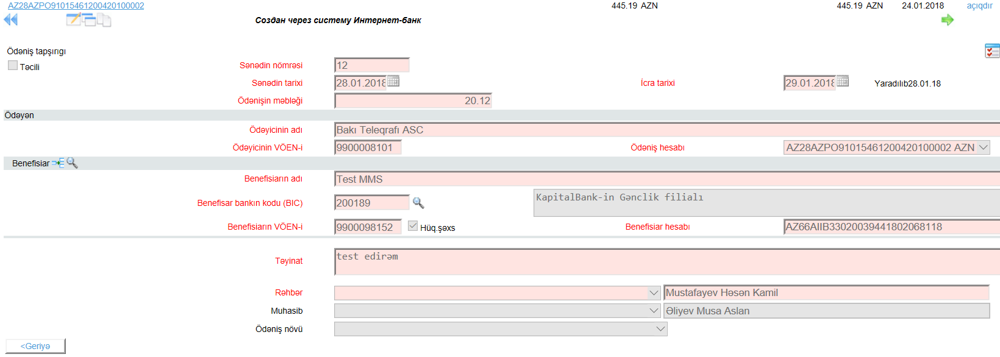 AZ28AZPO91015461200420100002 445.19 AZN 445.19 AZN 24.01.2018 açıqdır
Создан через систему Интернет-банк
Ödəniş tapşırıgı
Təcili
Sənədin nömrəsi 12
Sənədin tarixi 28.01.2018 İcra tarixi 29.01.2018 Yaradılıb28.01.18
Ödənişin məbləği 20.12
Ödəyən
Ödəyicinin adı Bakı Teleqrafı ASC
Ödəyicinin VÖEN-i 9900008101 Ödəniş hesabı AZ28AZPO91015461200420100002 AZN
Benefisiar
Benefisiarın adı Test MMS
Benefisar bankın kodu (BIC) 200189 KapitalBank-in Gənclik filialı
Benefisiarın VÖEN-i 9900098152 Hüq.şəxs Benefisiar hesabı AZ66AIIB33020039441802068118
Təyinat test edirəm
Rəhbər Mustafayev Həsən Kamil
Muhasib Əliyev Musa Aslan
Ödəniş növü
<Geriyə